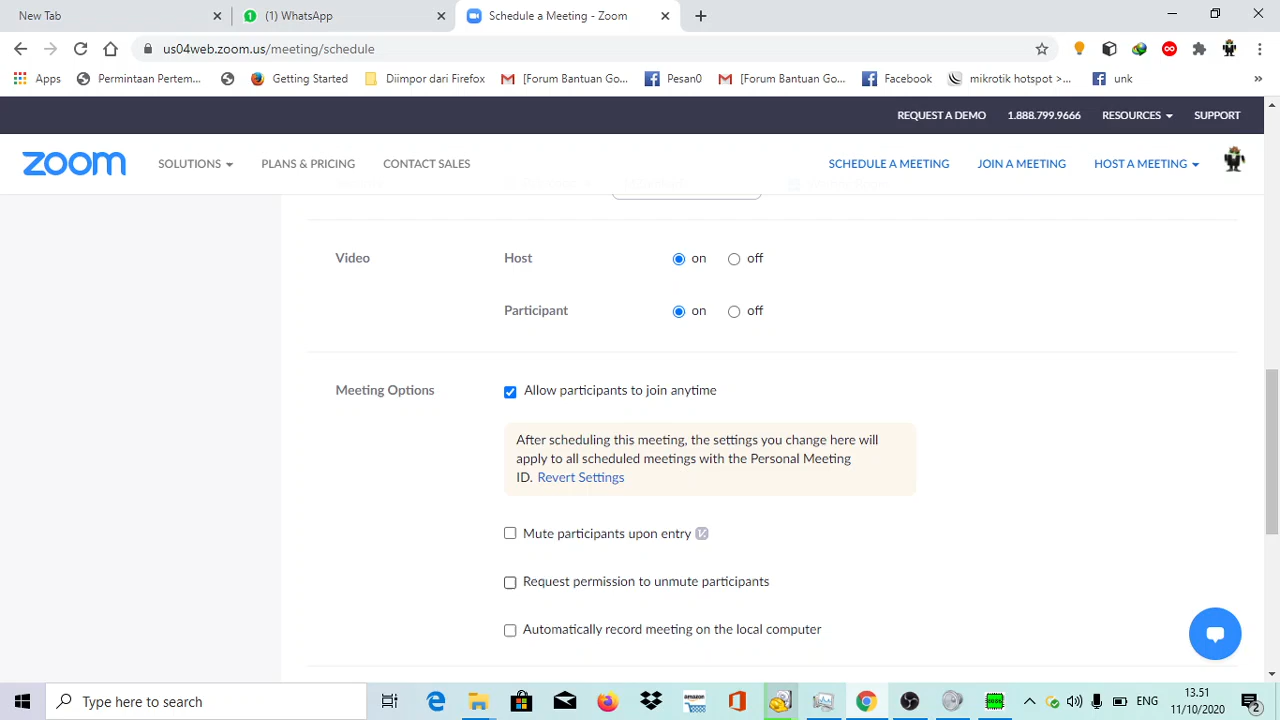 New Tab
(1) WhatsApp
Schedule a Meeting - Zoom
us04web.zoom.us/meeting/schedule
Apps
Permintaan Pertem...
Getting Started
Diimpor dari Firefox
[Forum Bantuan Go...
Pesan0
[Forum Bantuan Go...
Facebook
mikrotik hotspot >...
unk
»
REQUEST A DEMO
1.888.799.9666
RESOURCES
SUPPORT
zoom
SOLUTIONS
PLANS & PRICING
CONTACT SALES
SCHEDULE A MEETING
JOIN A MEETING
HOST A MEETING
Video
Host
on
off
Participant
on
off
Meeting Options
Allow participants to join anytime
After scheduling this meeting, the settings you change here will
apply to all scheduled meetings with the Personal Meeting
ID. Revert Settings
Mute participants upon entry
Request permission to unmute participants
Automatically record meeting on the local computer
Type here to search
amazon
ENG
13.51
11/10/2020
2